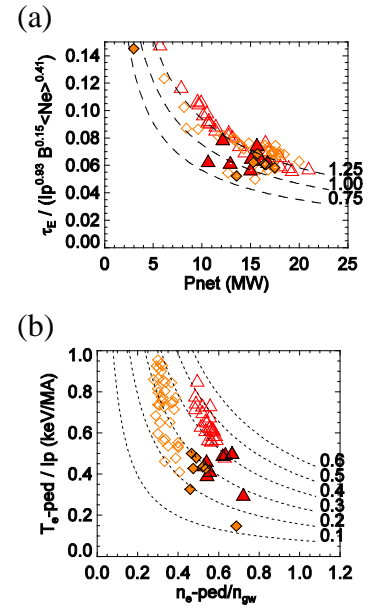 (a)
τE / (Ip^0.93 B^0.15 <Ne>^0.41)
0.14
0.12
0.10
0.08
0.06
0.04
0.02
0.00
1.25
1.00
0.75
0 5 10 15 20 25
Pnet (MW)
(b)
Te-ped / Ip (keV/MA)
1.0
0.8
0.6
0.4
0.2
0.0
0.6
0.5
0.4
0.3
0.2
0.1
0.0 0.2 0.4 0.6 0.8 1.0 1.2
ne-ped/ngw